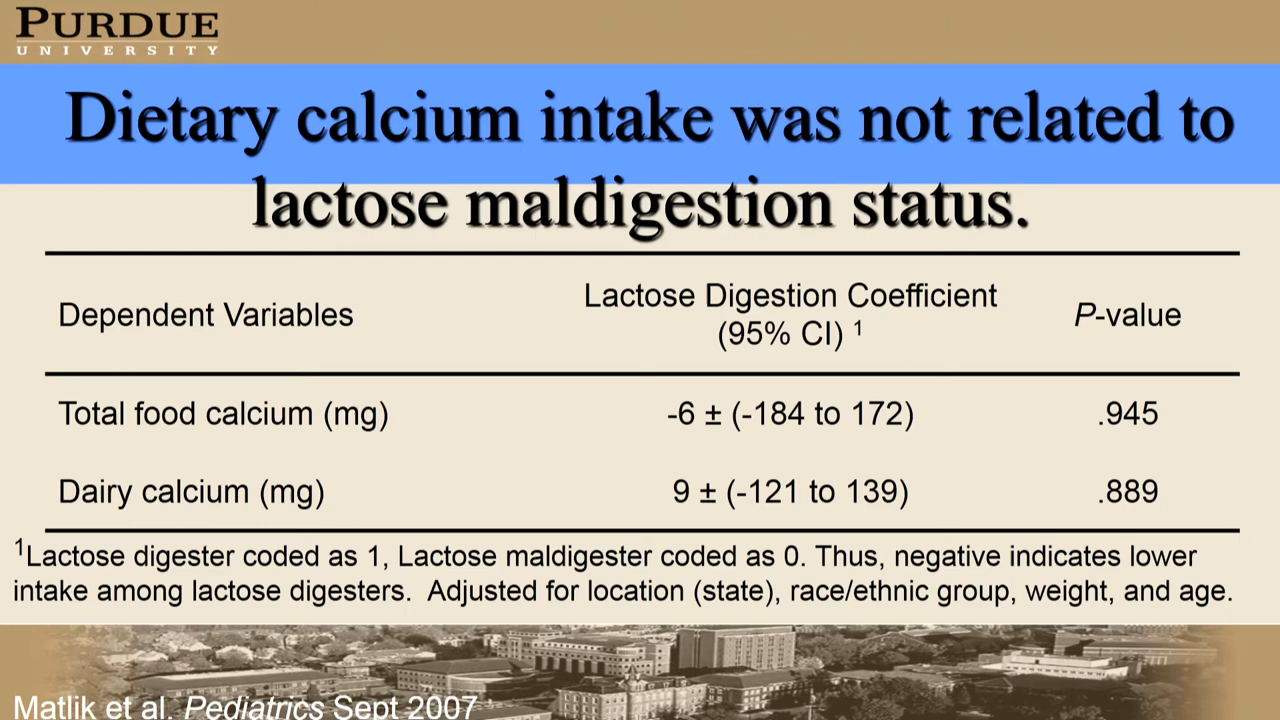 PURDUE
UNIVERSITY
Dietary calcium intake was not related to
lactose maldigestion status.
Dependent Variables
Lactose Digestion Coefficient
(95% CI) ¹
P-value
Total food calcium (mg)
-6 ± (-184 to 172)
.945
Dairy calcium (mg)
9 ± (-121 to 139)
.889
¹Lactose digester coded as 1, Lactose maldigester coded as 0. Thus, negative indicates lower
intake among lactose digesters.  Adjusted for location (state), race/ethnic group, weight, and age.
Matlik et al. Pediatrics Sept 2007